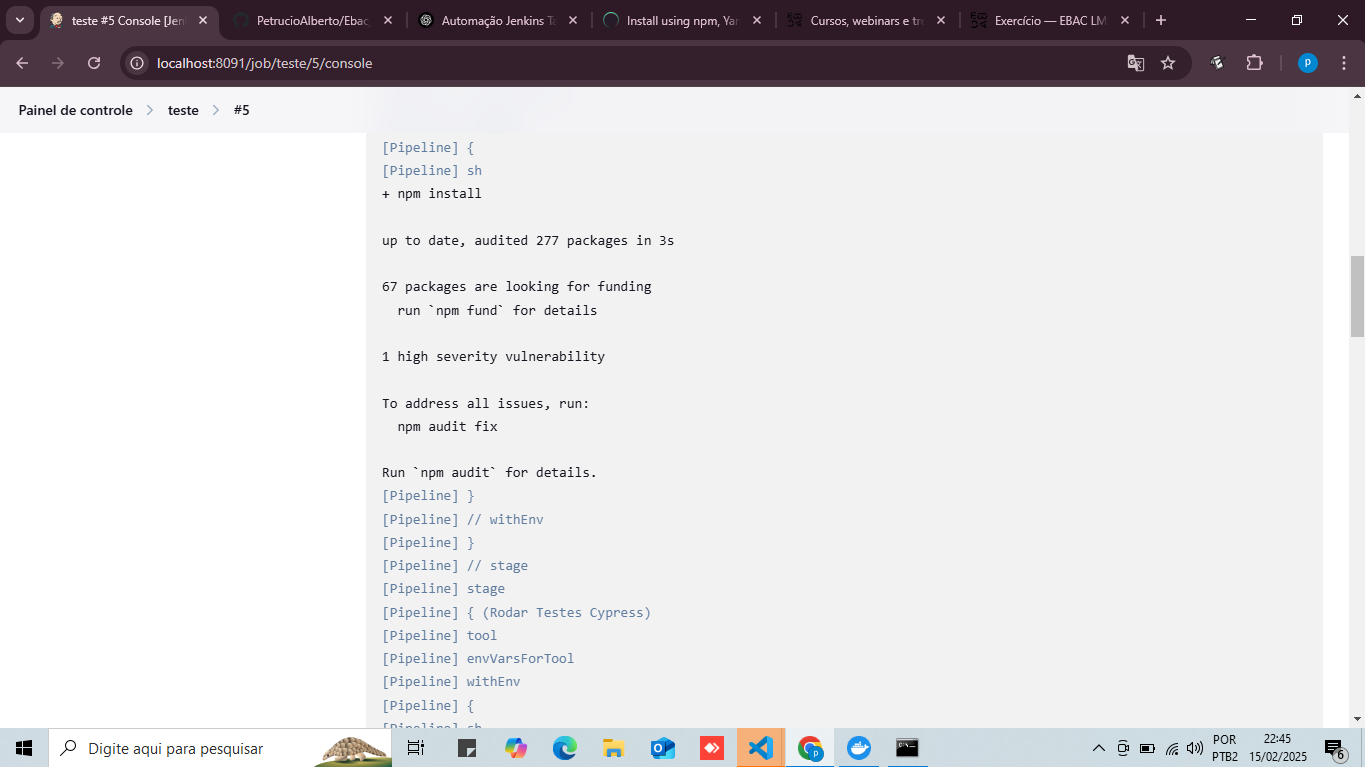 teste #5 Console [Jen
PetrucioAlberto/Ebac
Automação Jenkins T
Install using npm, Yar
Cursos, webinars e tr
Exercício — EBAC LM
localhost:8091/job/teste/5/console
p
Painel de controle
teste
#5
[Pipeline] {
[Pipeline] sh
+ npm install
up to date, audited 277 packages in 3s
67 packages are looking for funding
run `npm fund` for details
1 high severity vulnerability
To address all issues, run:
npm audit fix
Run `npm audit` for details.
[Pipeline] }
[Pipeline] // withEnv
[Pipeline] }
[Pipeline] // stage
[Pipeline] stage
[Pipeline] { (Rodar Testes Cypress)
[Pipeline] tool
[Pipeline] envVarsForTool
[Pipeline] withEnv
[Pipeline] {
[Pipeline] sh
Digite aqui para pesquisar
POR
PTB2
22:45
15/02/2025
6